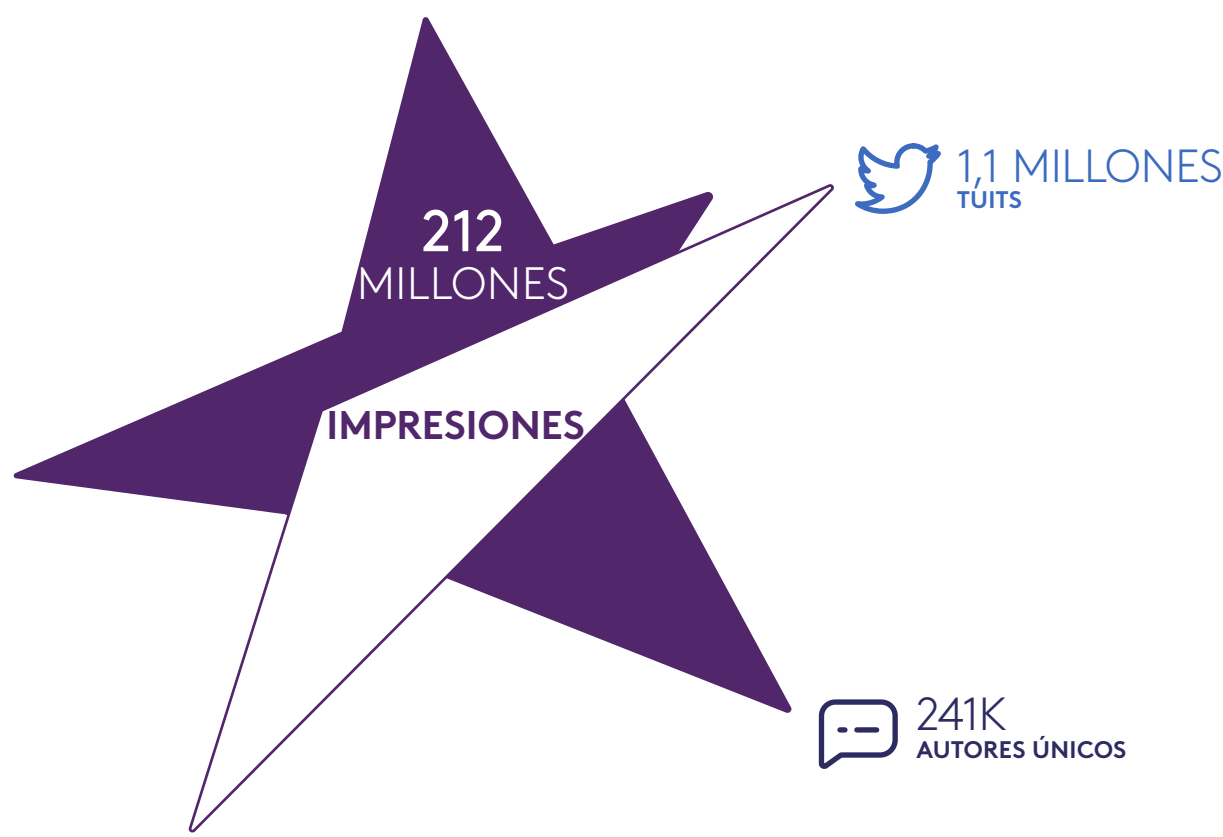 212
MILLONES
IMPRESIONES
1,1 MILLONES
TUITS
241K
AUTORES ÚNICOS